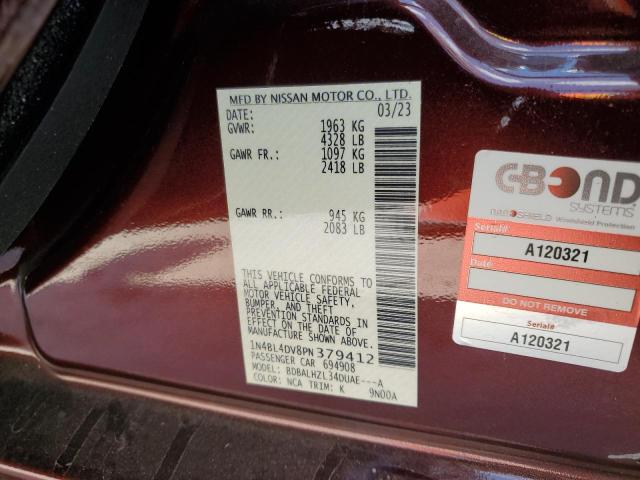 MFD BY NISSAN MOTOR CO., LTD.
DATE: 03/23
GVWR: 1963 KG
4328 LB
GAWR FR.: 1097 KG
2418 LB
GAWR RR.: 945 KG
2083 LB
THIS VEHICLE CONFORMS TO
ALL APPLICABLE FEDERAL
MOTOR VEHICLE SAFETY,
BUMPER, AND THEFT
PREVENTION STANDARDS IN
EFFECT ON THE DATE OF
MANUFACTURE SHOWN ABOVE.
1N4BL4DV8PN379412
PASSENGER CAR 694908
MODEL: BDBALHZL34DUAE---A
COLOR: NCA TRIM: K 9N00A
BOND
SYSTEMS
SHIELD Windshield Protection
Serial#
A120321
Date
DO NOT REMOVE
Serial#
A120321